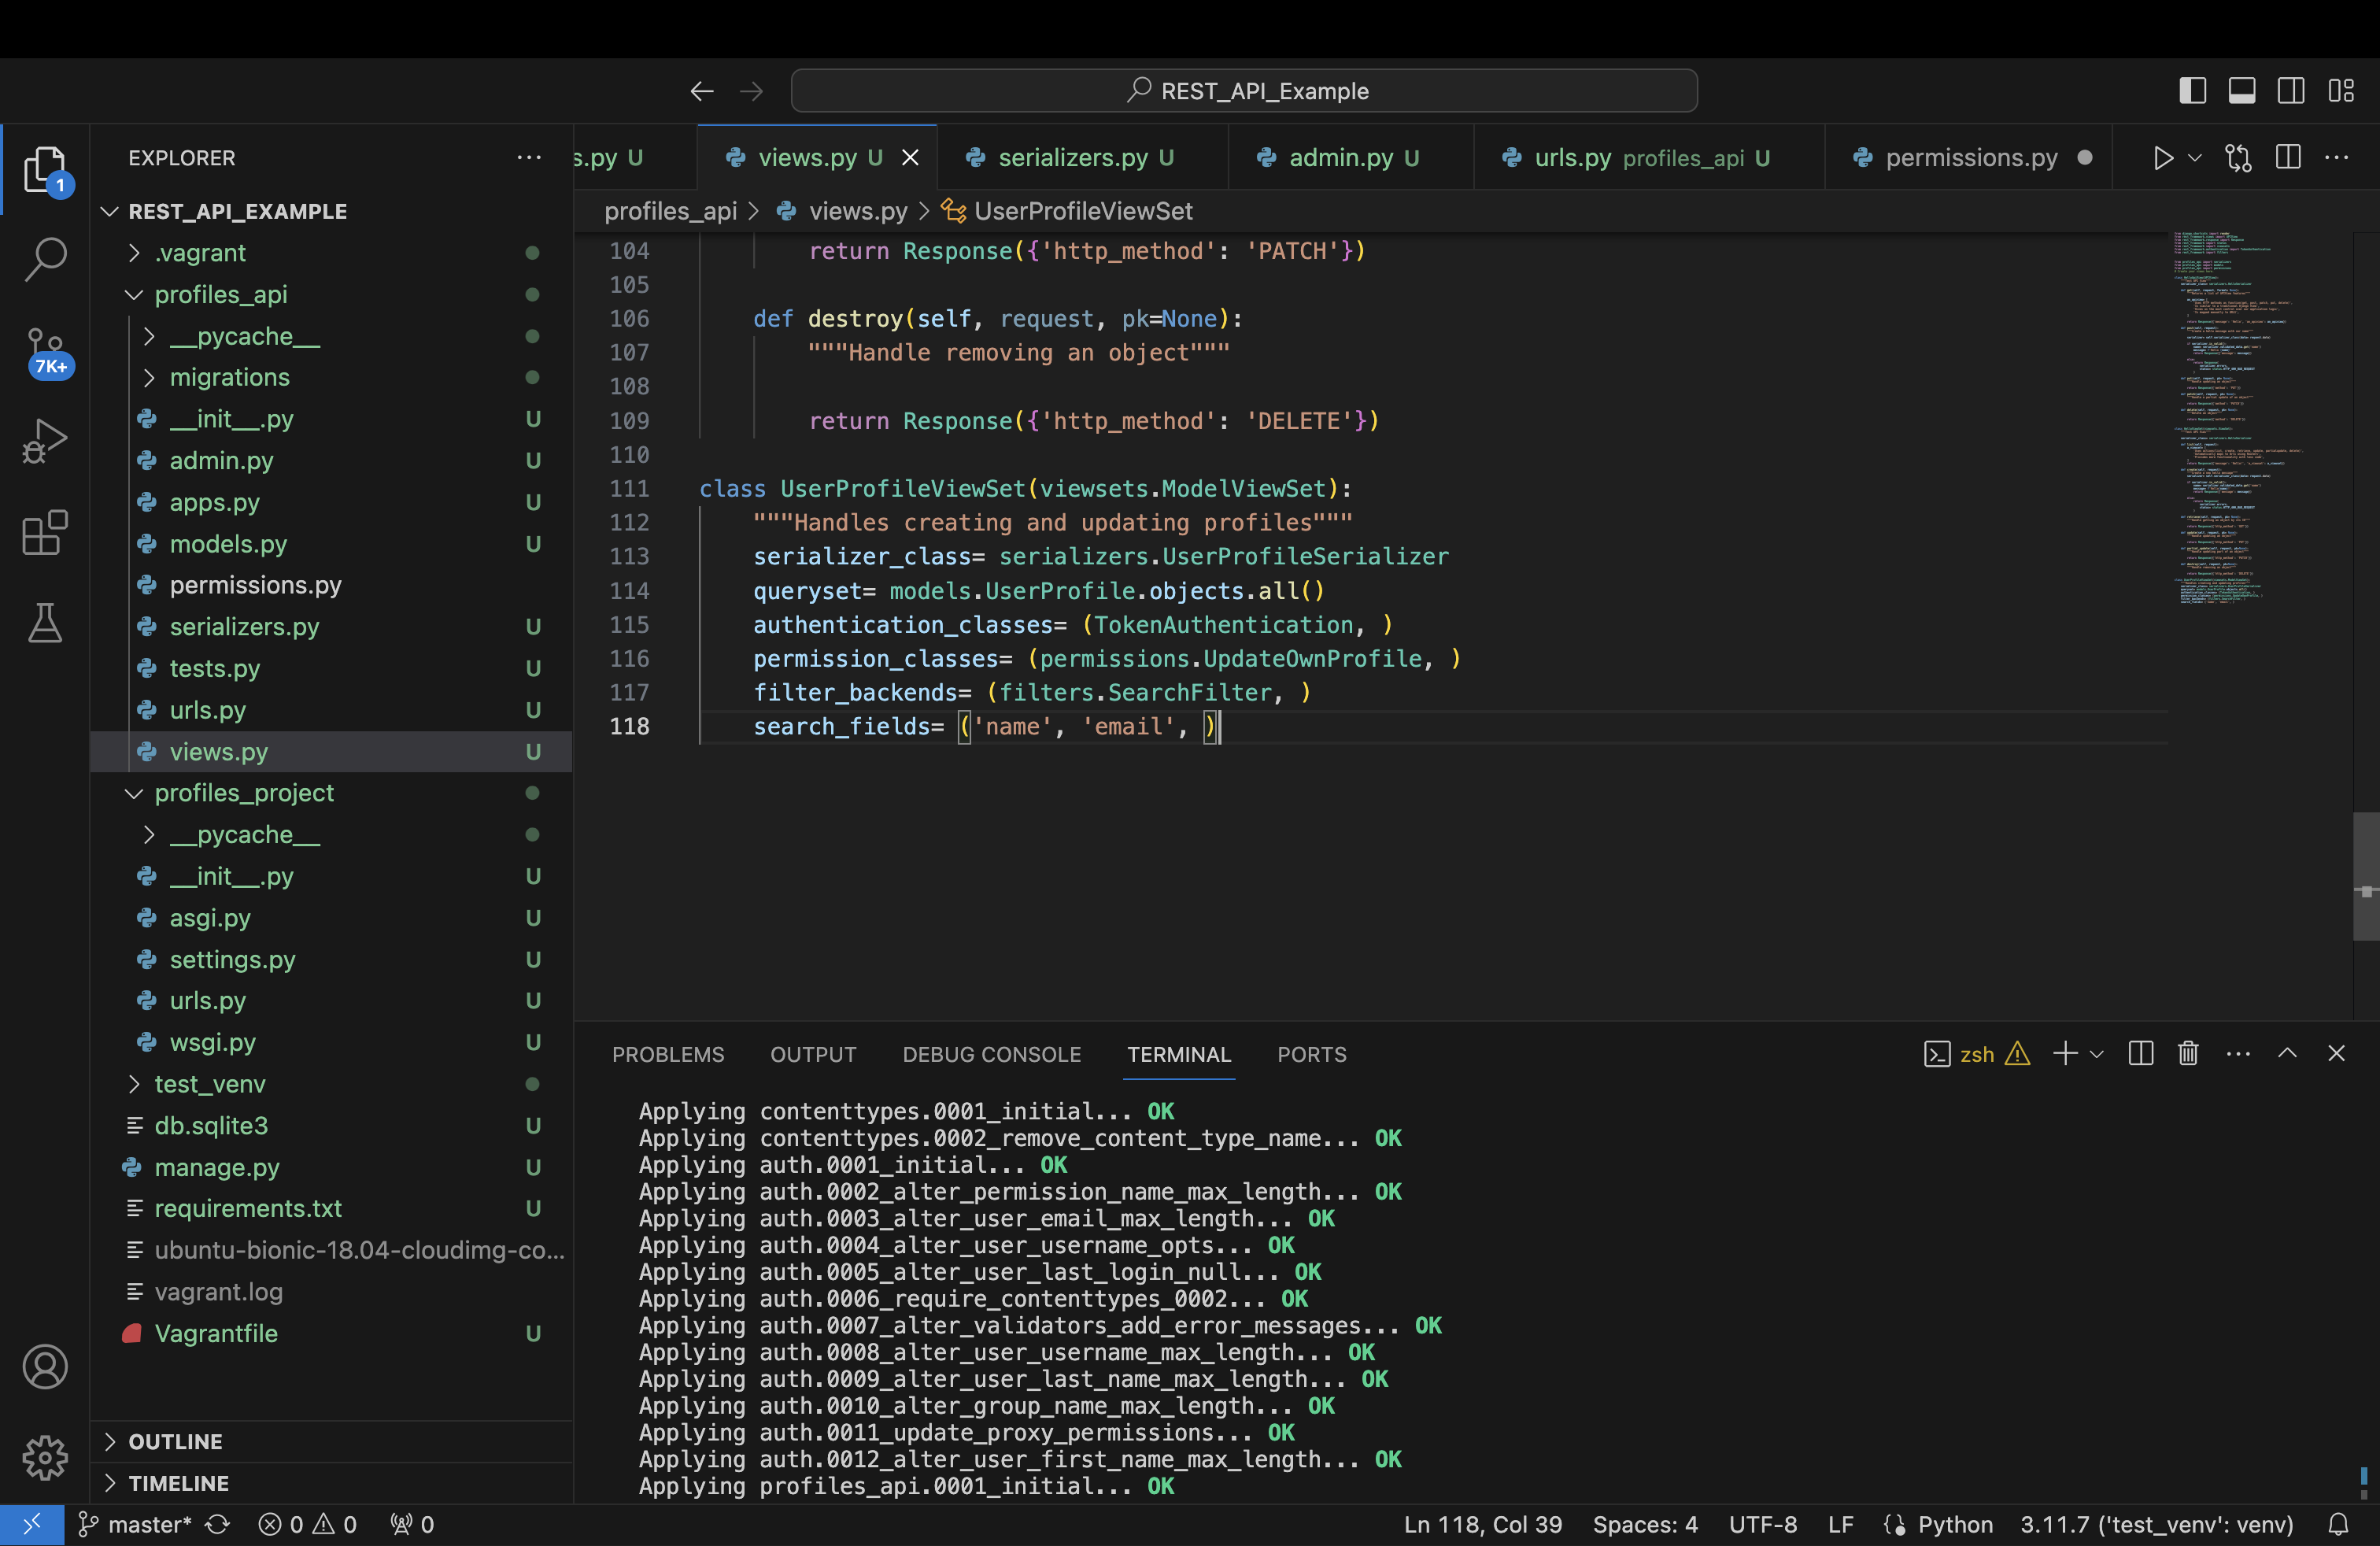 REST_API_Example
EXPLORER
s.py U
views.py U
serializers.py U
admin.py U
urls.py profiles_api U
permissions.py
1
REST_API_EXAMPLE
profiles_api > views.py > UserProfileViewSet
.vagrant
profiles_api
__pycache__
7K+
migrations
__init__.py U
admin.py U
apps.py U
models.py U
permissions.py
serializers.py U
tests.py U
urls.py U
views.py U
profiles_project
__pycache__
__init__.py U
asgi.py U
settings.py U
urls.py U
wsgi.py U
test_venv
db.sqlite3 U
manage.py U
requirements.txt U
ubuntu-bionic-18.04-cloudimg-co...
vagrant.log
Vagrantfile U
OUTLINE
TIMELINE
104 return Response({'http_method': 'PATCH'})
105
106 def destroy(self, request, pk=None):
107 """Handle removing an object"""
108
109 return Response({'http_method': 'DELETE'})
110
111 class UserProfileViewSet(viewsets.ModelViewSet):
112 """Handles creating and updating profiles"""
113 serializer_class= serializers.UserProfileSerializer
114 queryset= models.UserProfile.objects.all()
115 authentication_classes= (TokenAuthentication, )
116 permission_classes= (permissions.UpdateOwnProfile, )
117 filter_backends= (filters.SearchFilter, )
118 search_fields= ('name', 'email', )
PROBLEMS OUTPUT DEBUG CONSOLE TERMINAL PORTS
zsh
Applying contenttypes.0001_initial... OK
Applying contenttypes.0002_remove_content_type_name... OK
Applying auth.0001_initial... OK
Applying auth.0002_alter_permission_name_max_length... OK
Applying auth.0003_alter_user_email_max_length... OK
Applying auth.0004_alter_user_username_opts... OK
Applying auth.0005_alter_user_last_login_null... OK
Applying auth.0006_require_contenttypes_0002... OK
Applying auth.0007_alter_validators_add_error_messages... OK
Applying auth.0008_alter_user_username_max_length... OK
Applying auth.0009_alter_user_last_name_max_length... OK
Applying auth.0010_alter_group_name_max_length... OK
Applying auth.0011_update_proxy_permissions... OK
Applying auth.0012_alter_user_first_name_max_length... OK
Applying profiles_api.0001_initial... OK
master* 0 0 0 Ln 118, Col 39 Spaces: 4 UTF-8 LF Python 3.11.7 ('test_venv': venv)